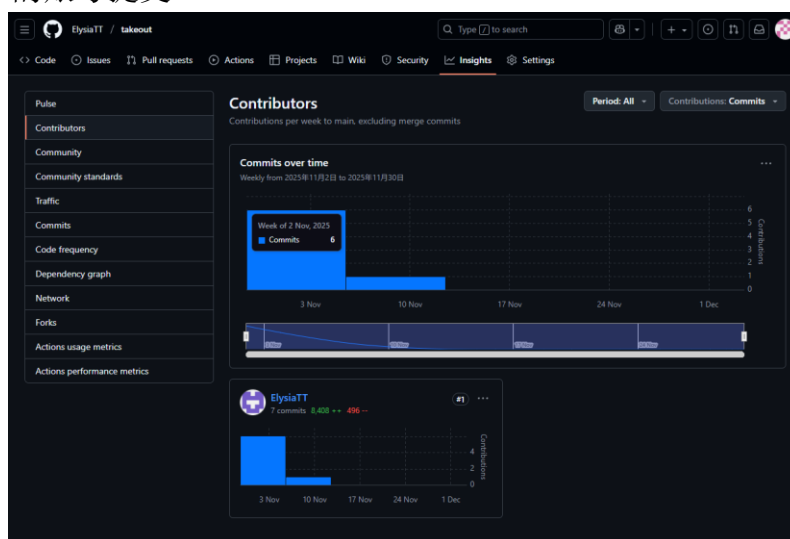 ElysiaTT / takeout
Type / to search
Code Issues Pull requests Actions Projects Wiki Security Insights Settings
Pulse
Contributors
Community
Community standards
Traffic
Commits
Code frequency
Dependency graph
Network
Forks
Actions usage metrics
Actions performance metrics
Contributors
Period: All
Contributions: Commits
Contributions per week to main, excluding merge commits
Commits over time
Weekly from 2025年11月2日 to 2025年11月30日
Week of 2 Nov, 2025
Commits 6
6
5
4
3
2
1
0
Contributions
3 Nov 10 Nov 17 Nov 24 Nov 1 Dec
ElysiaTT
#1
7 commits 8,408 ++ 496 --
4
2
0
Contributions
3 Nov 10 Nov 17 Nov 24 Nov 1 Dec